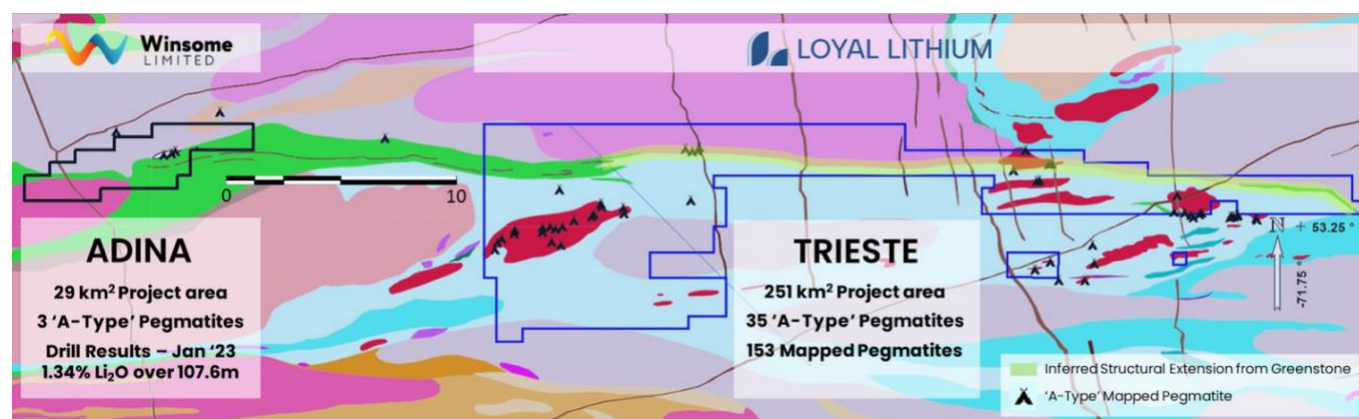 Winsome
LIMITED
LOYAL LITHIUM
0
10
ADINA
29 km² Project area
3 ‘A-Type’ Pegmatites
Drill Results – Jan ‘23
1.34% Li₂O over 107.6m
TRIESTE
251 km² Project area
35 ‘A-Type’ Pegmatites
153 Mapped Pegmatites
N + 53.25 °
-71.75 °
Inferred Structural Extension from Greenstone
‘A-Type’ Mapped Pegmatite